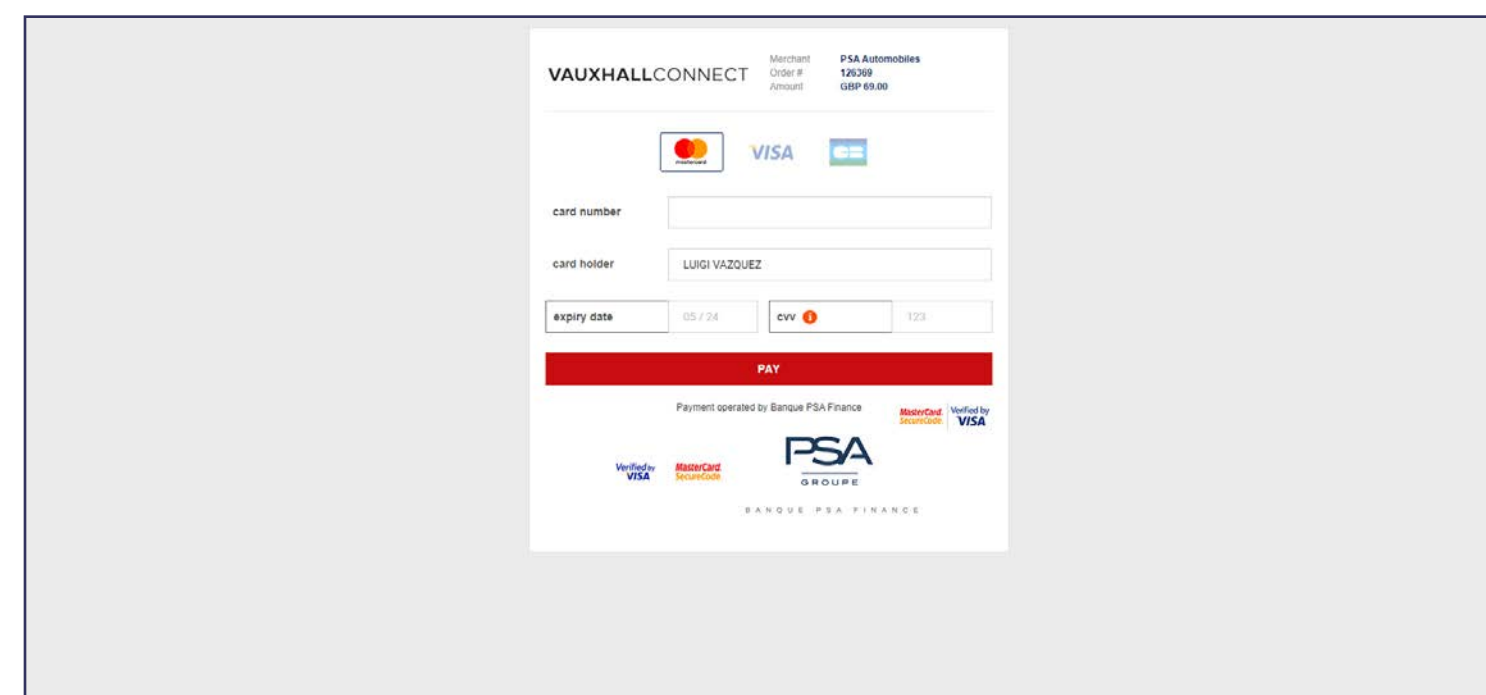 VAUXHALLCONNECT
Merchant PSA Automobiles
Order # 126369
Amount GBP 69.00
mastercard VISA CB
card number
card holder LUIGI VAZQUEZ
expiry date 05 / 24 cvv i 123
PAY
Payment operated by Banque PSA Finance
MasterCard. SecureCode. Verified by VISA
Verified by VISA MasterCard. SecureCode.
PSA
GROUPE
BANQUE PSA FINANCE